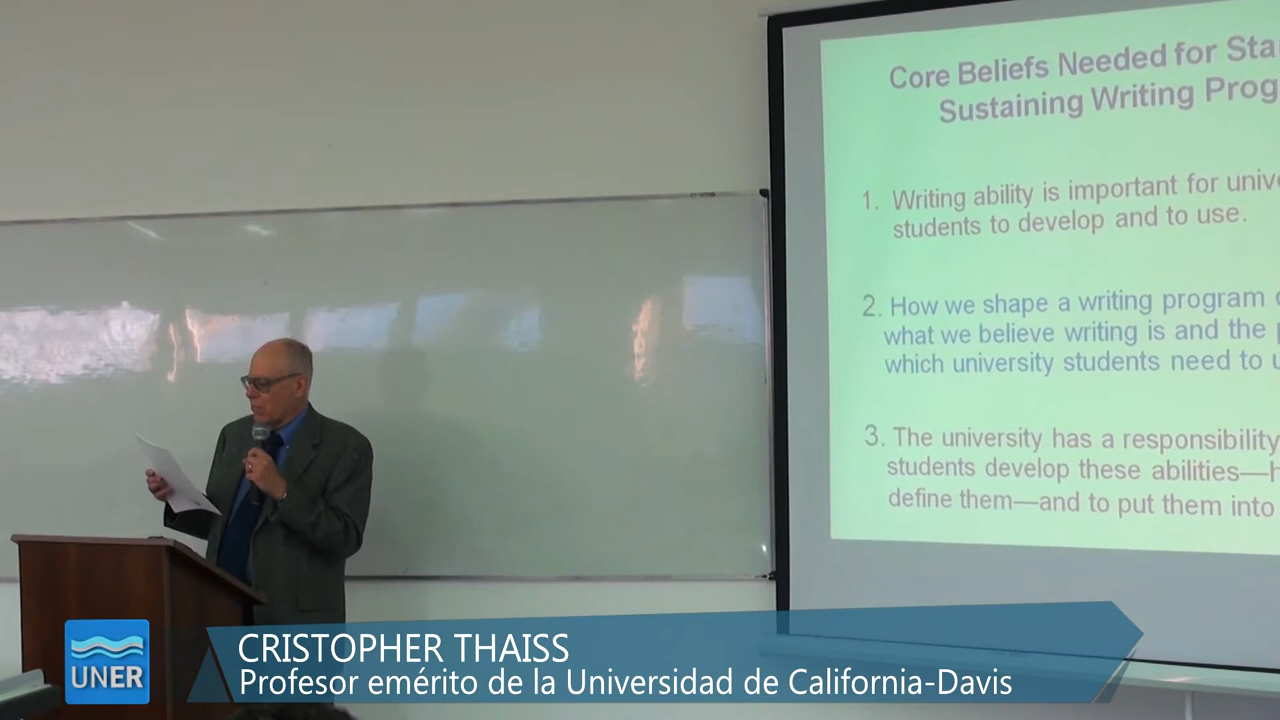 Core Beliefs Needed for
Sustaining Writing
1. Writing ability is important for
students to develop and to use.
2. How we shape a writing program
what we believe writing is and the
which university students need to
3. The university has a responsibility
students develop these abilities—
define them—and to put them into
UNER
CRISTOPHER THAISS
Profesor emérito de la Universidad de California-Davis